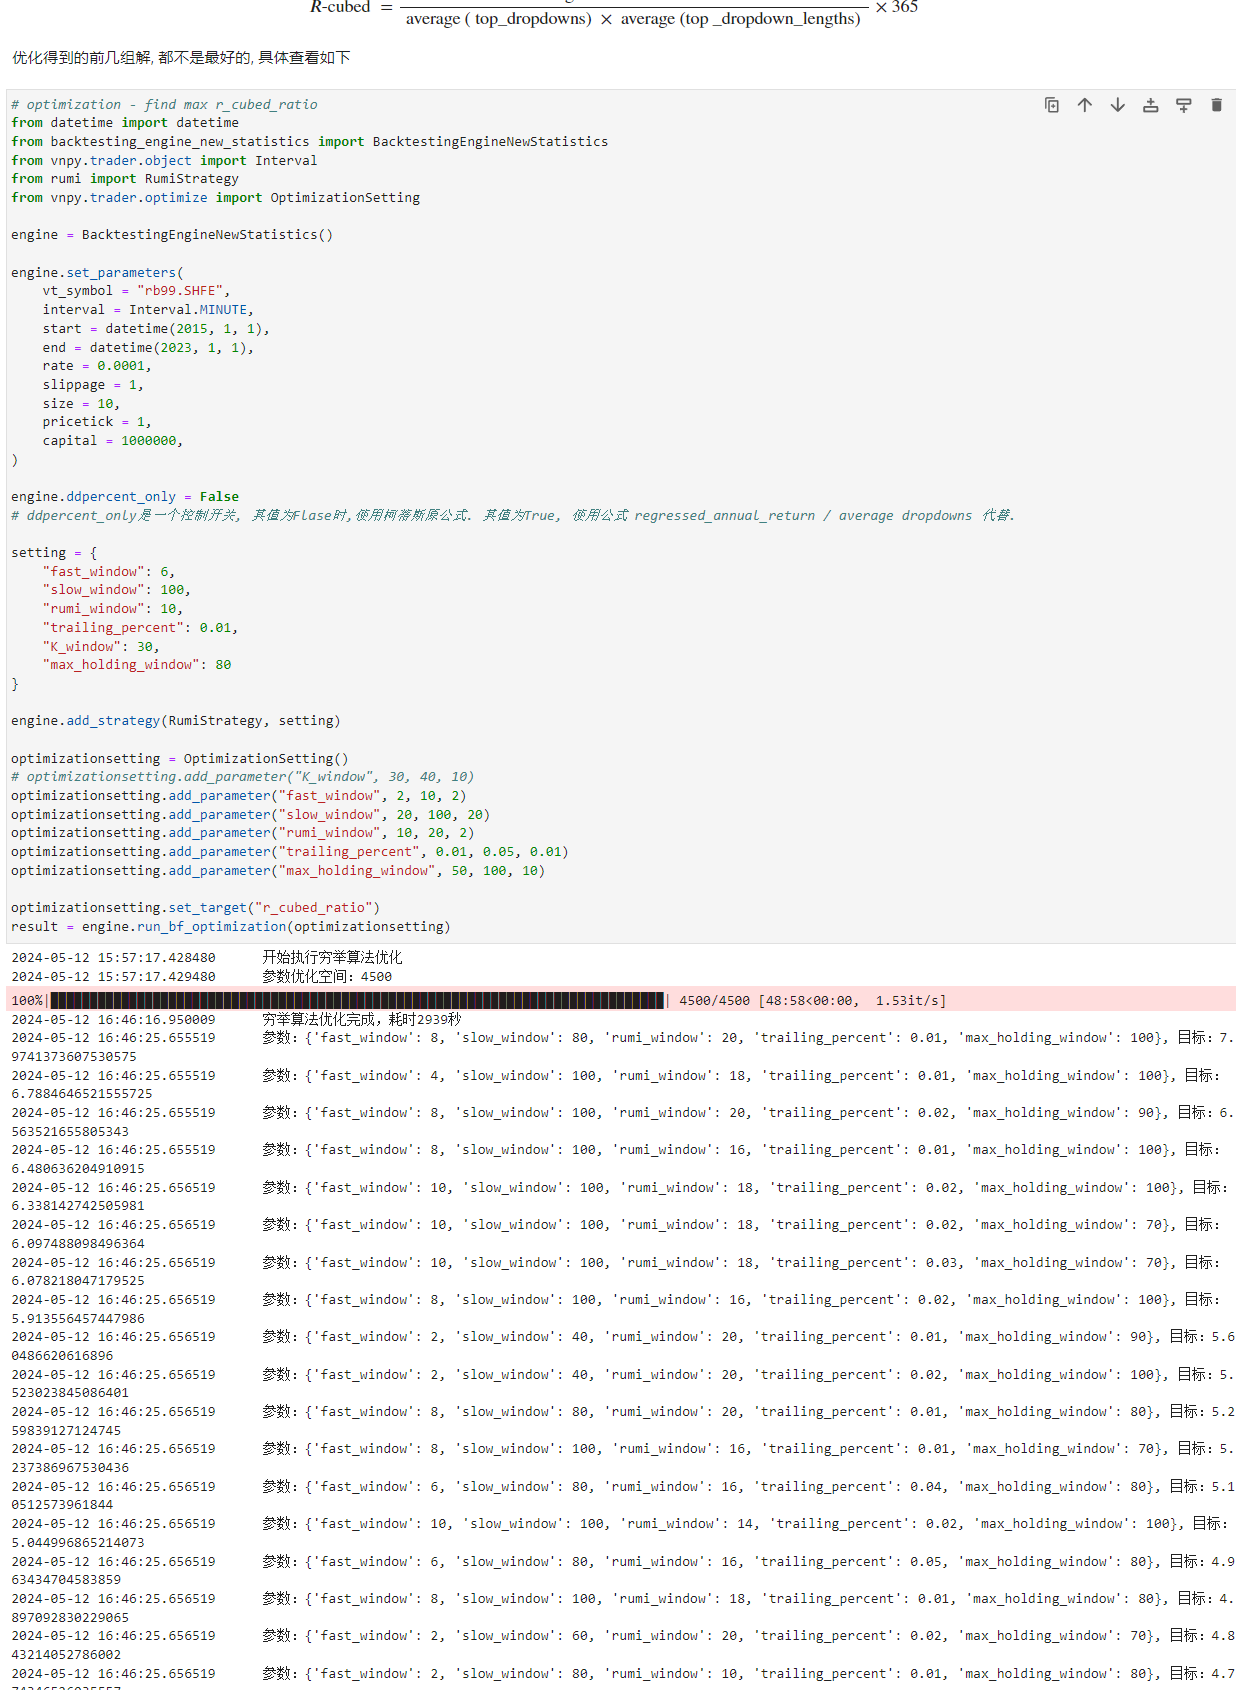 R-cubed = average ( top_dropdowns) × average (top _dropdown_lengths) × 365
优化得到的前几组解, 都不是最好的, 具体查看如下
# optimization - find max r_cubed_ratio
from datetime import datetime
from backtesting_engine_new_statistics import BacktestingEngineNewStatistics
from vnpy.trader.object import Interval
from rumi import RumiStrategy
from vnpy.trader.optimize import OptimizationSetting
engine = BacktestingEngineNewStatistics()
engine.set_parameters(
    vt_symbol = "rb99.SHFE",
    interval = Interval.MINUTE,
    start = datetime(2015, 1, 1),
    end = datetime(2023, 1, 1),
    rate = 0.0001,
    slippage = 1,
    size = 10,
    pricetick = 1,
    capital = 1000000,
)
engine.ddpercent_only = False
# ddpercent_only是一个控制开关, 其值为Flase时,使用柯蒂斯原公式. 其值为True, 使用公式 regressed_annual_return / average dropdowns 代替.
setting = {
    "fast_window": 6,
    "slow_window": 100,
    "rumi_window": 10,
    "trailing_percent": 0.01,
    "K_window": 30,
    "max_holding_window": 80
}
engine.add_strategy(RumiStrategy, setting)
optimizationsetting = OptimizationSetting()
# optimizationsetting.add_parameter("K_window", 30, 40, 10)
optimizationsetting.add_parameter("fast_window", 2, 10, 2)
optimizationsetting.add_parameter("slow_window", 20, 100, 20)
optimizationsetting.add_parameter("rumi_window", 10, 20, 2)
optimizationsetting.add_parameter("trailing_percent", 0.01, 0.05, 0.01)
optimizationsetting.add_parameter("max_holding_window", 50, 100, 10)
optimizationsetting.set_target("r_cubed_ratio")
result = engine.run_bf_optimization(optimizationsetting)
2024-05-12 15:57:17.428480 开始执行穷举算法优化
2024-05-12 15:57:17.429480 参数优化空间：4500
100%| | 4500/4500 [48:58<00:00, 1.53it/s]
2024-05-12 16:46:16.950009 穷举算法优化完成，耗时2939秒
2024-05-12 16:46:25.655519 参数：{'fast_window': 8, 'slow_window': 80, 'rumi_window': 20, 'trailing_percent': 0.01, 'max_holding_window': 100}, 目标：7.
9741373607530575
2024-05-12 16:46:25.655519 参数：{'fast_window': 4, 'slow_window': 100, 'rumi_window': 18, 'trailing_percent': 0.01, 'max_holding_window': 100}, 目标：
6.7884646521555725
2024-05-12 16:46:25.655519 参数：{'fast_window': 8, 'slow_window': 100, 'rumi_window': 20, 'trailing_percent': 0.02, 'max_holding_window': 90}, 目标：6.
563521655805343
2024-05-12 16:46:25.655519 参数：{'fast_window': 8, 'slow_window': 100, 'rumi_window': 16, 'trailing_percent': 0.01, 'max_holding_window': 100}, 目标：
6.480636204910915
2024-05-12 16:46:25.656519 参数：{'fast_window': 10, 'slow_window': 100, 'rumi_window': 18, 'trailing_percent': 0.02, 'max_holding_window': 100}, 目标：
6.338142742505981
2024-05-12 16:46:25.656519 参数：{'fast_window': 10, 'slow_window': 100, 'rumi_window': 18, 'trailing_percent': 0.02, 'max_holding_window': 70}, 目标：
6.097488098496364
2024-05-12 16:46:25.656519 参数：{'fast_window': 10, 'slow_window': 100, 'rumi_window': 18, 'trailing_percent': 0.03, 'max_holding_window': 70}, 目标：
6.078218047179525
2024-05-12 16:46:25.656519 参数：{'fast_window': 8, 'slow_window': 100, 'rumi_window': 16, 'trailing_percent': 0.02, 'max_holding_window': 100}, 目标：
5.913556457447986
2024-05-12 16:46:25.656519 参数：{'fast_window': 2, 'slow_window': 40, 'rumi_window': 20, 'trailing_percent': 0.01, 'max_holding_window': 90}, 目标：5.6
0486620616896
2024-05-12 16:46:25.656519 参数：{'fast_window': 2, 'slow_window': 40, 'rumi_window': 20, 'trailing_percent': 0.02, 'max_holding_window': 100}, 目标：5.
523023845086401
2024-05-12 16:46:25.656519 参数：{'fast_window': 8, 'slow_window': 80, 'rumi_window': 20, 'trailing_percent': 0.01, 'max_holding_window': 80}, 目标：5.2
59839127124745
2024-05-12 16:46:25.656519 参数：{'fast_window': 8, 'slow_window': 100, 'rumi_window': 16, 'trailing_percent': 0.01, 'max_holding_window': 70}, 目标：5.
237386967530436
2024-05-12 16:46:25.656519 参数：{'fast_window': 6, 'slow_window': 80, 'rumi_window': 16, 'trailing_percent': 0.04, 'max_holding_window': 80}, 目标：5.1
0512573961844
2024-05-12 16:46:25.656519 参数：{'fast_window': 10, 'slow_window': 100, 'rumi_window': 14, 'trailing_percent': 0.02, 'max_holding_window': 100}, 目标：
5.044996865214073
2024-05-12 16:46:25.656519 参数：{'fast_window': 6, 'slow_window': 80, 'rumi_window': 16, 'trailing_percent': 0.05, 'max_holding_window': 80}, 目标：4.9
63434704583859
2024-05-12 16:46:25.656519 参数：{'fast_window': 8, 'slow_window': 100, 'rumi_window': 18, 'trailing_percent': 0.01, 'max_holding_window': 80}, 目标：4.
897092830229065
2024-05-12 16:46:25.656519 参数：{'fast_window': 2, 'slow_window': 60, 'rumi_window': 20, 'trailing_percent': 0.02, 'max_holding_window': 70}, 目标：4.8
43214052786002
2024-05-12 16:46:25.656519 参数：{'fast_window': 2, 'slow_window': 80, 'rumi_window': 10, 'trailing_percent': 0.01, 'max_holding_window': 80}, 目标：4.7